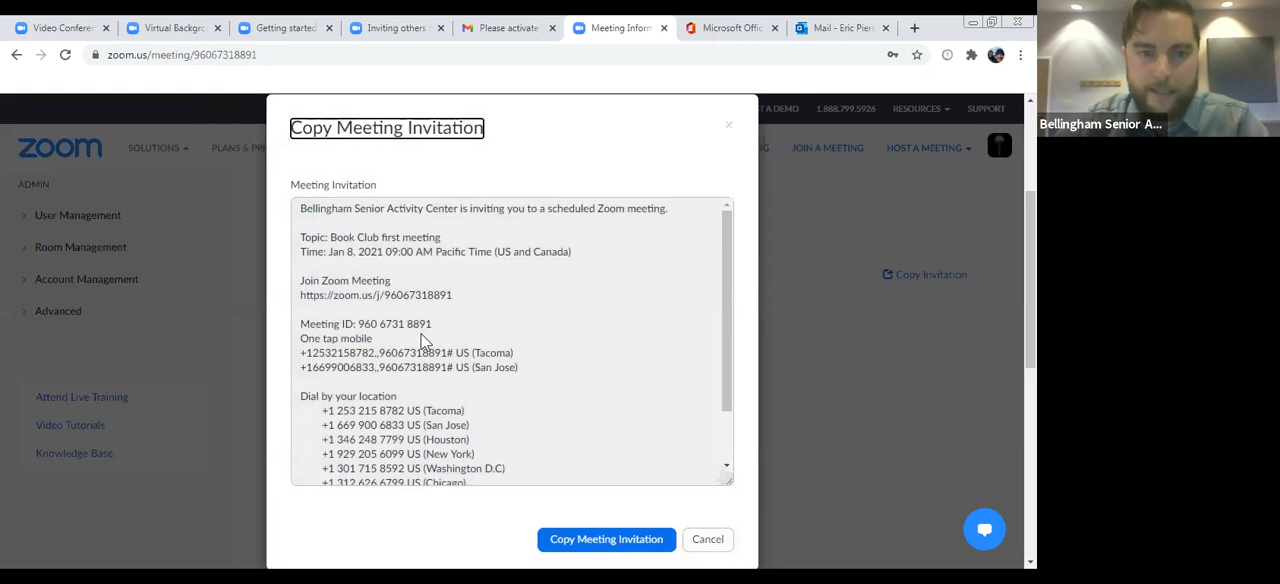 Video Conferen
Virtual Backgro
Getting started
Inviting others
Please activate
Meeting Inform
Microsoft Offic
Mail - Eric Piers
zoom.us/meeting/96067318891
T A DEMO 1.888.799.5926 RESOURCES SUPPORT
zoom SOLUTIONS PLANS & PRI JOIN A MEETING HOST A MEETING
ADMIN
User Management
Room Management
Account Management
Advanced
Attend Live Training
Video Tutorials
Knowledge Base
Copy Invitation
Copy Meeting Invitation
Meeting Invitation
Bellingham Senior Activity Center is inviting you to a scheduled Zoom meeting.
Topic: Book Club first meeting
Time: Jan 8, 2021 09:00 AM Pacific Time (US and Canada)
Join Zoom Meeting
https://zoom.us/j/96067318891
Meeting ID: 960 6731 8891
One tap mobile
+12532158782,,96067318891# US (Tacoma)
+16699006833,,96067318891# US (San Jose)
Dial by your location
+1 253 215 8782 US (Tacoma)
+1 669 900 6833 US (San Jose)
+1 346 248 7799 US (Houston)
+1 929 205 6099 US (New York)
+1 301 715 8592 US (Washington D.C)
+1 312 626 6799 US (Chicago)
Copy Meeting Invitation Cancel
Bellingham Senior A...